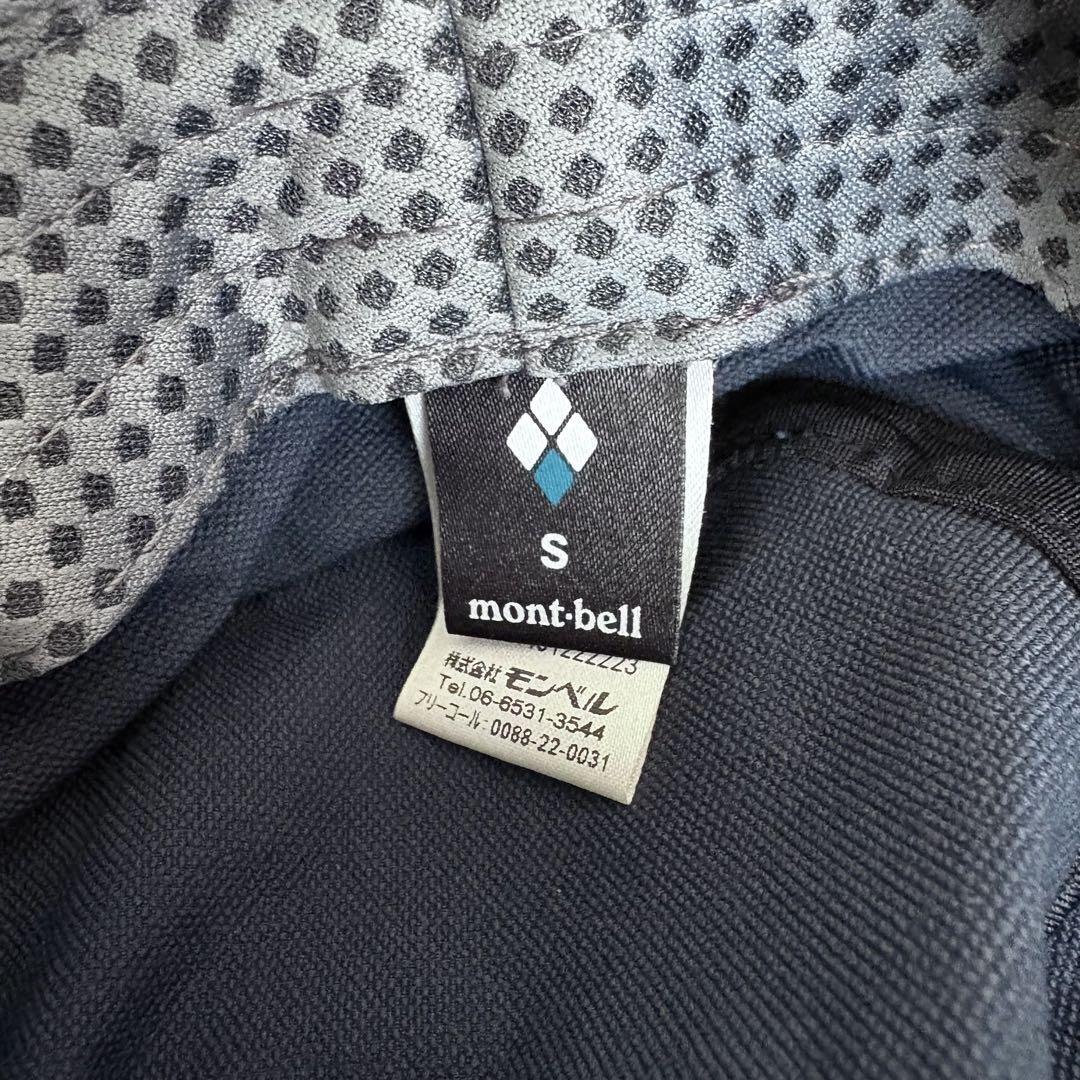 S
mont·bell
株式会社 モンベル
Tel.06-6531-3544
フリーコール:0088-22-0031